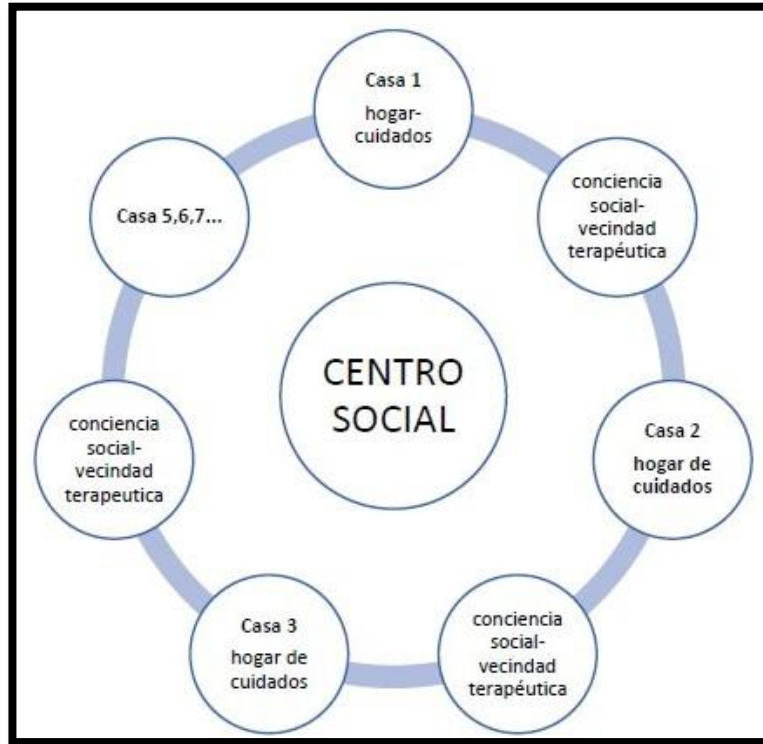 Casa 1
hogar-
cuidados
conciencia
social-
vecindad
terapéutica
Casa 2
hogar de
cuidados
conciencia
social-
vecindad
terapéutica
Casa 3
hogar de
cuidados
conciencia
social-
vecindad
terapeutica
Casa 5,6,7...
CENTRO
SOCIAL